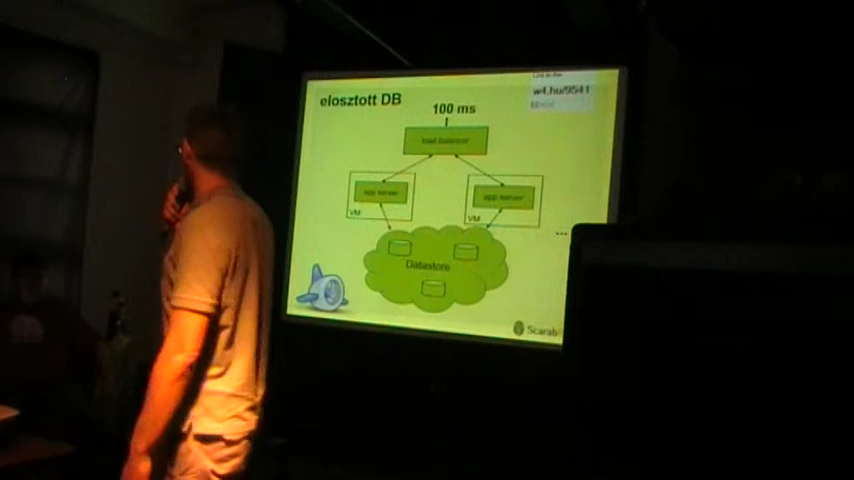 elosztott DB
w4.hu/9541
100 ms
load balancer
app server
app server
VM
VM
...
Datastore
Scarab